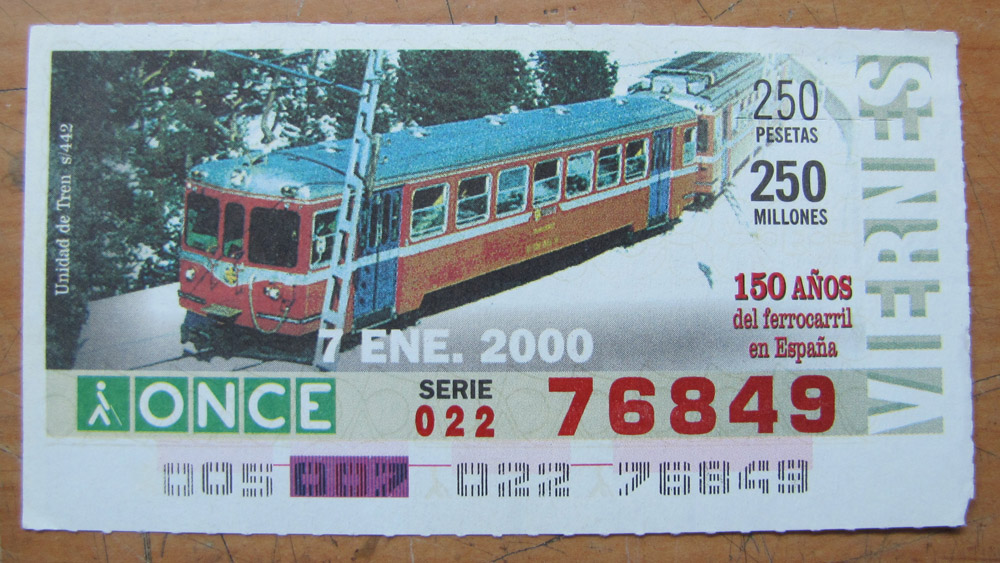 Unidad de Tren s/442
250
PESETAS
250
MILLONES
150 AÑOS
del ferrocarril
en España
7 ENE. 2000
VIERNES
ONCE
SERIE
022
76849
005 007 022 76849